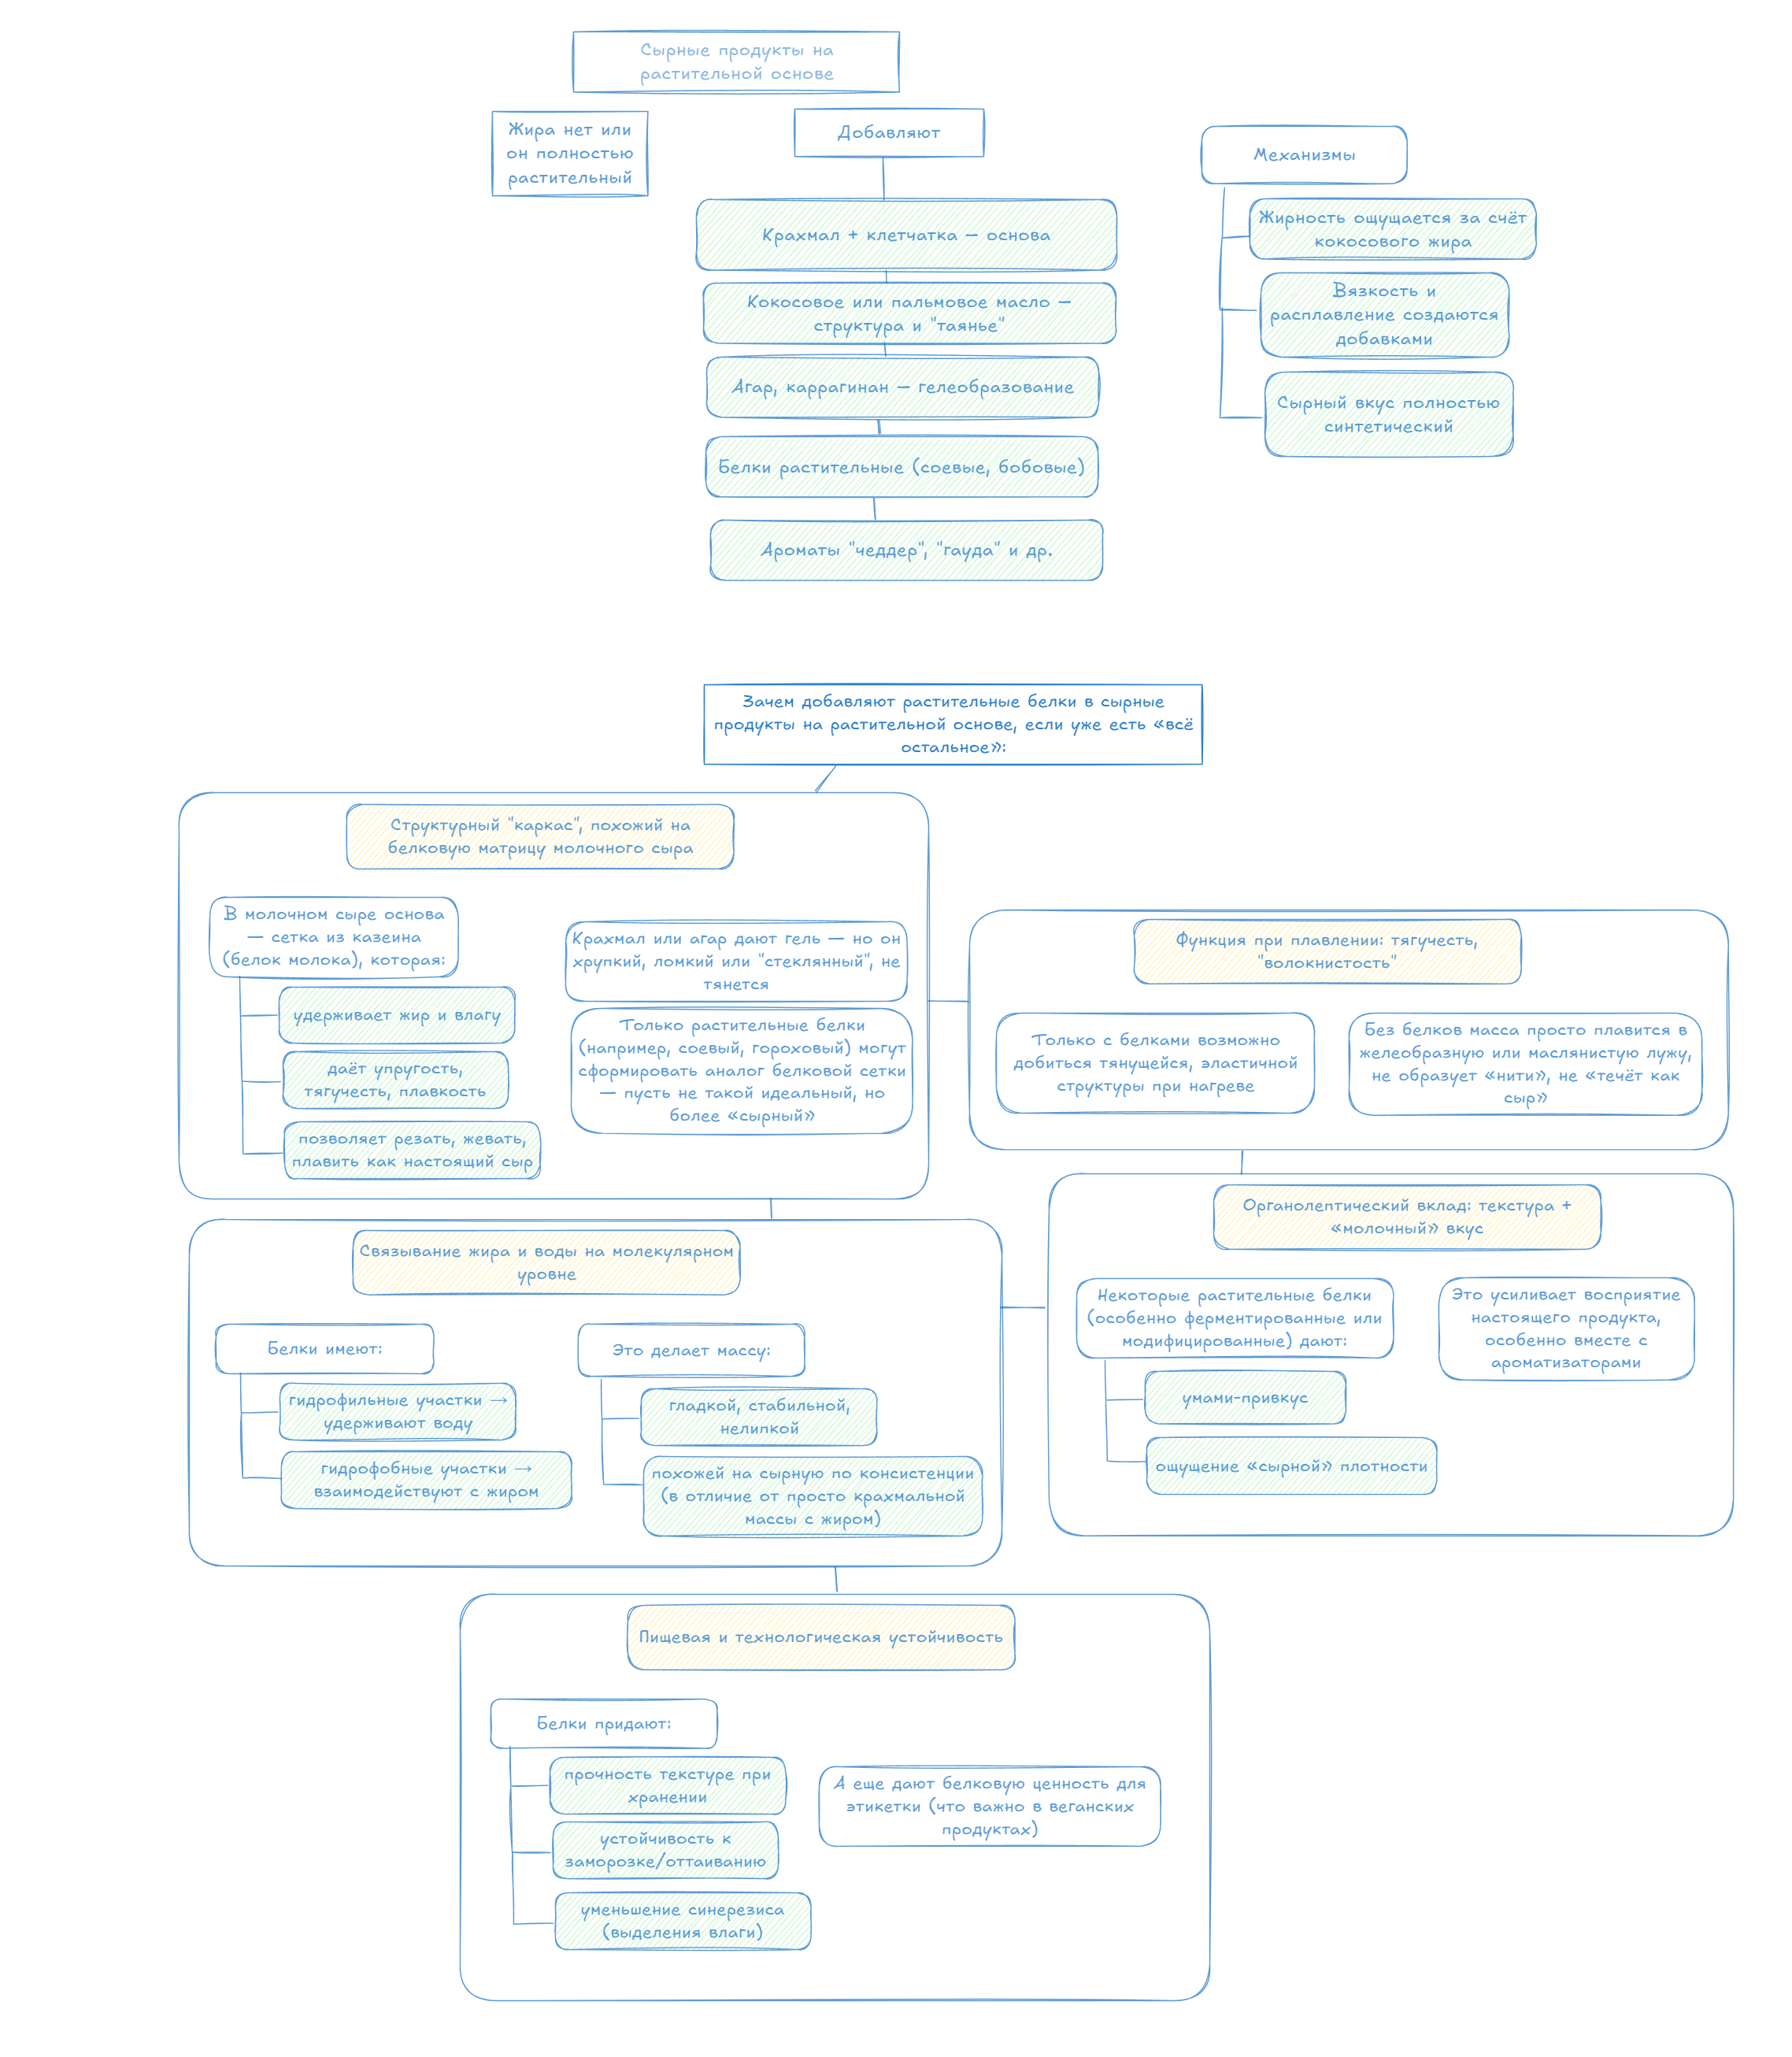 Сырные продукты на
растительной основе
Жира нет или
он полностью
растительный
Добавляют
Крахмал + клетчатка — основа
Кокосовое или пальмовое масло —
структура и "таянье"
Агар, каррагинан — гелеобразование
Белки растительные (соевые, бобовые)
Ароматы "чеддер", "гауда" и др.
Механизмы
Жирность ощущается за счёт
кокосового жира
Вязкость и
расплавление создаются
добавками
Сырный вкус полностью
синтетический
Зачем добавляют растительные белки в сырные
продукты на растительной основе, если уже есть «всё
остальное»:
Структурный "каркас", похожий на
белковую матрицу молочного сыра
В молочном сыре основа
— сетка из казеина
(белок молока), которая:
удерживает жир и влагу
даёт упругость,
тягучесть, плавкость
позволяет резать, жевать,
плавить как настоящий сыр
Крахмал или агар дают гель — но он
хрупкий, ломкий или "стеклянный", не
тянется
Только растительные белки
(например, соевый, гороховый) могут
сформировать аналог белковой сетки
— пусть не такой идеальный, но
более «сырный»
Функция при плавлении: тягучесть,
"волокнистость"
Только с белками возможно
добиться тянущейся, эластичной
структуры при нагреве
Без белков масса просто плавится в
желеобразную или маслянистую лужу,
не образует «нити», не «течёт как
сыр»
Связывание жира и воды на молекулярном
уровне
Белки имеют:
гидрофильные участки →
удерживают воду
гидрофобные участки →
взаимодействуют с жиром
Это делает массу:
гладкой, стабильной,
нелипкой
похожей на сырную по консистенции
(в отличие от просто крахмальной
массы с жиром)
Органолептический вклад: текстура +
«молочный» вкус
Некоторые растительные белки
(особенно ферментированные или
модифицированные) дают:
умами-привкус
ощущение «сырной» плотности
Это усиливает восприятие
настоящего продукта,
особенно вместе с
ароматизаторами
Пищевая и технологическая устойчивость
Белки придают:
прочность текстуре при
хранении
устойчивость к
заморозке/оттаиванию
уменьшение синерезиса
(выделения влаги)
А еще дают белковую ценность для
этикетки (что важно в веганских
продуктах)